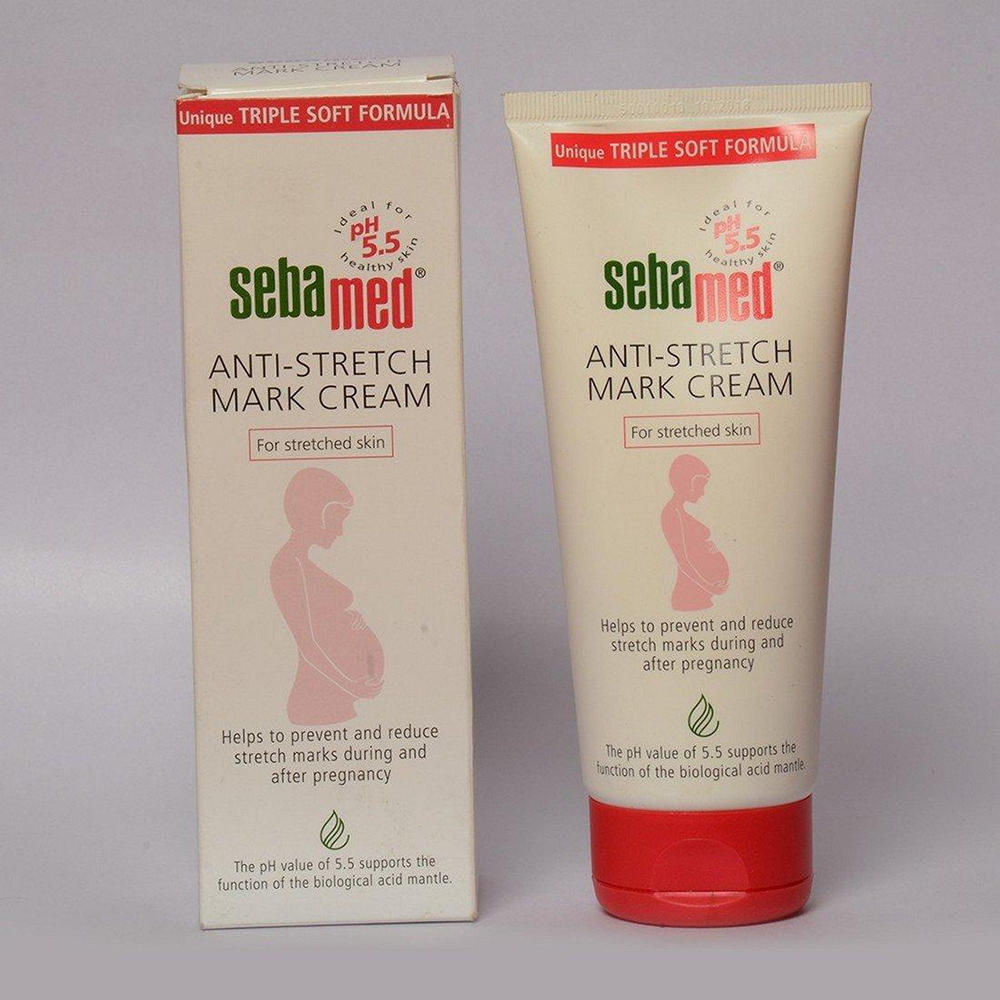 MARK CREAM
Unique TRIPLE SOFT FORMULA
Ideal for
pH
5.5
healthy skin
sebamed®
ANTI-STRETCH
MARK CREAM
For stretched skin
Helps to prevent and reduce
stretch marks during and
after pregnancy
The pH value of 5.5 supports the
function of the biological acid mantle.
Unique TRIPLE SOFT FORMULA
Ideal for
pH
5.5
healthy skin
sebamed®
ANTI-STRETCH
MARK CREAM
For stretched skin
Helps to prevent and reduce
stretch marks during and
after pregnancy
The pH value of 5.5 supports the
function of the biological acid mantle.